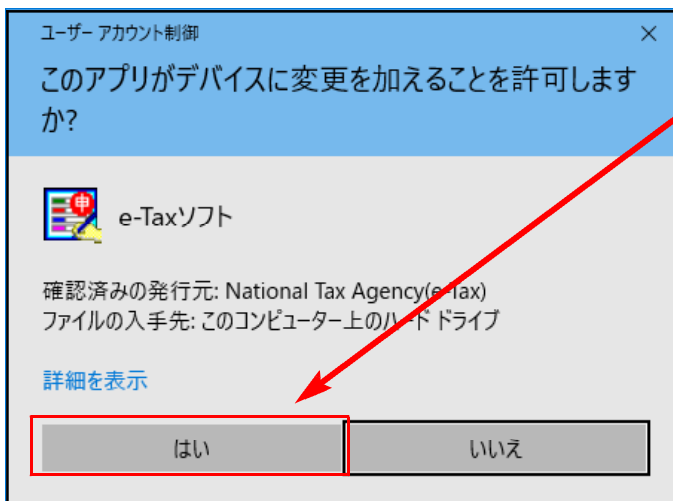 ユーザー アカウント制御
このアプリがデバイスに変更を加えることを許可します
か?
申
e-Taxソフト
確認済みの発行元: National Tax Agency(e-Tax)
ファイルの入手先: このコンピューター上のハード ドライブ
詳細を表示
はい
いいえ